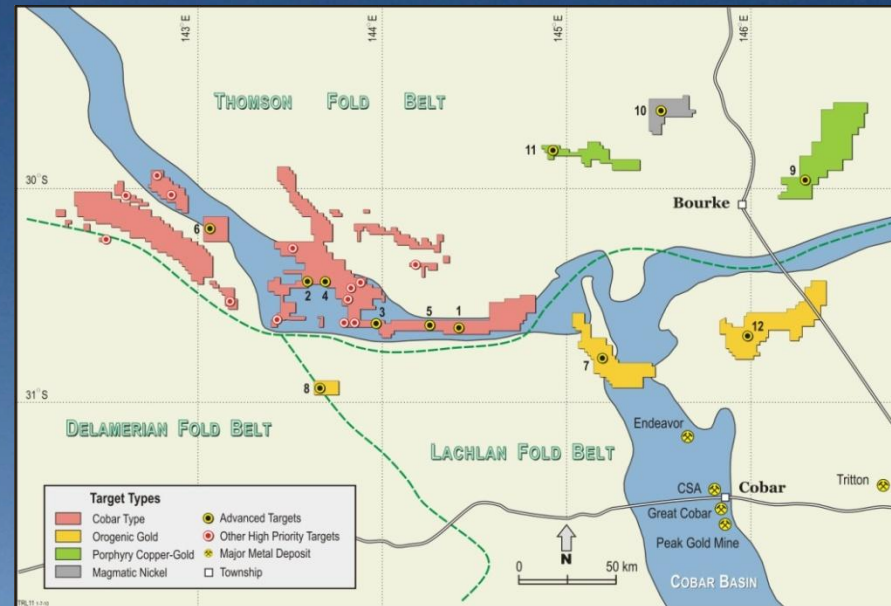 143°E
144°E
145°E
146°E
THOMSON FOLD BELT
10
11
9
30°S
Bourke
6
2
4
3
5
1
12
7
8
31°S
Endeavor
DELAMERIAN FOLD BELT
LACHLAN FOLD BELT
CSA
Cobar
Tritton
Great Cobar
Peak Gold Mine
Target Types
Cobar Type
Orogenic Gold
Porphyry Copper-Gold
Magmatic Nickel
Advanced Targets
Other High Priority Targets
Major Metal Deposit
Township
N
0
50 km
COBAR BASIN